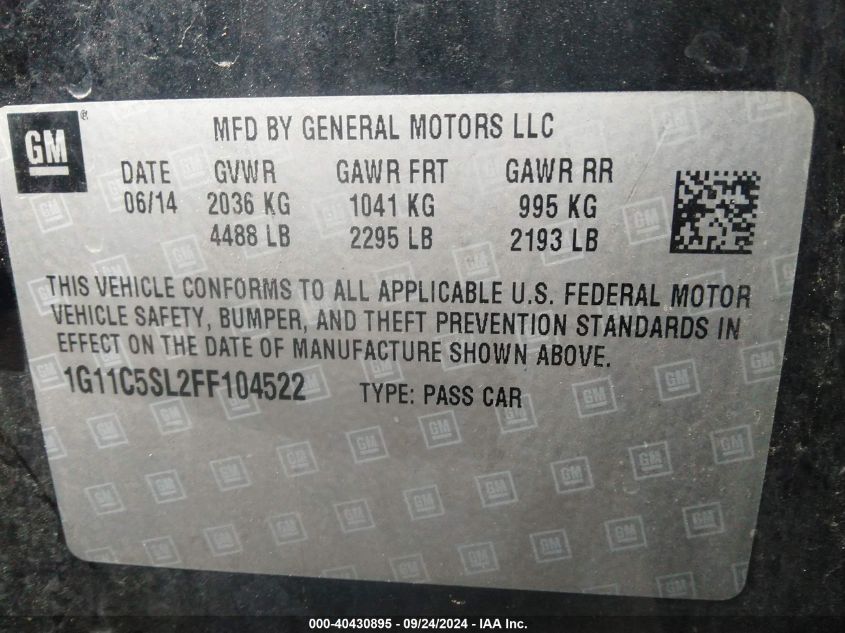 GM ®
MFD BY GENERAL MOTORS LLC
DATE GVWR GAWR FRT GAWR RR
06/14 2036 KG 1041 KG 995 KG
4488 LB 2295 LB 2193 LB
THIS VEHICLE CONFORMS TO ALL APPLICABLE U.S. FEDERAL MOTOR
VEHICLE SAFETY, BUMPER, AND THEFT PREVENTION STANDARDS IN
EFFECT ON THE DATE OF MANUFACTURE SHOWN ABOVE.
1G11C5SL2FF104522 TYPE: PASS CAR
000-40430895 - 09/24/2024 - IAA Inc.